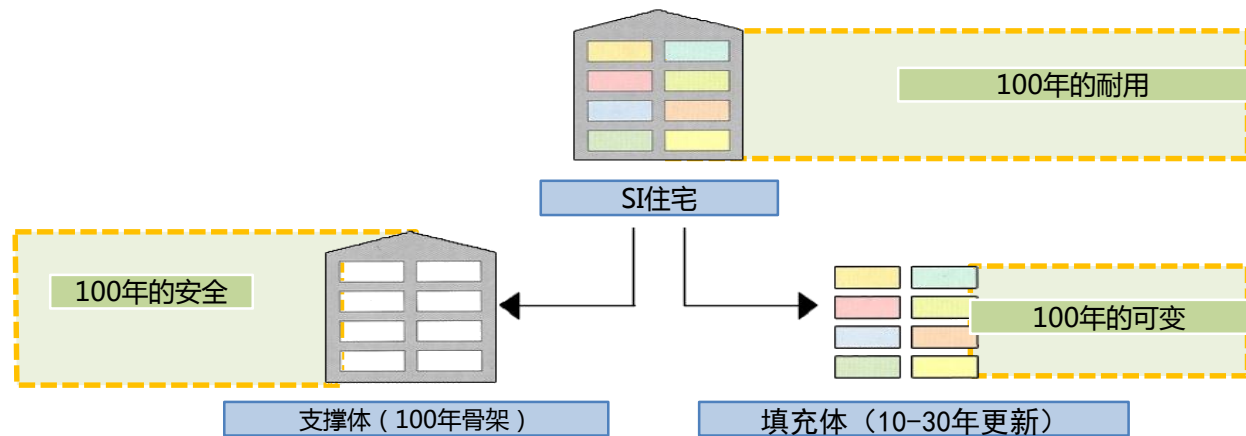 100年的耐用
SI住宅
100年的安全
100年的可变
支撑体（100年骨架）
填充体（10-30年更新）